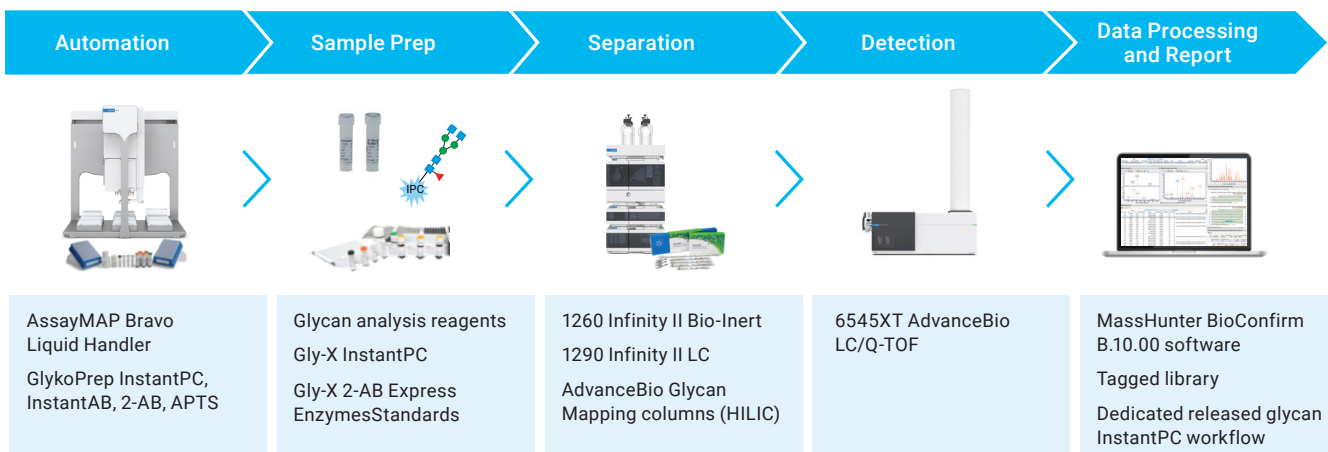 Automation
Sample Prep
Separation
Detection
Data Processing
and Report
IPC
AssayMAP Bravo
Liquid Handler
GlykoPrep InstantPC,
InstantAB, 2-AB, APTS
Glycan analysis reagents
Gly-X InstantPC
Gly-X 2-AB Express
EnzymesStandards
1260 Infinity II Bio-Inert
1290 Infinity II LC
AdvanceBio Glycan
Mapping columns (HILIC)
6545XT AdvanceBio
LC/Q-TOF
MassHunter BioConfirm
B.10.00 software
Tagged library
Dedicated released glycan
InstantPC workflow